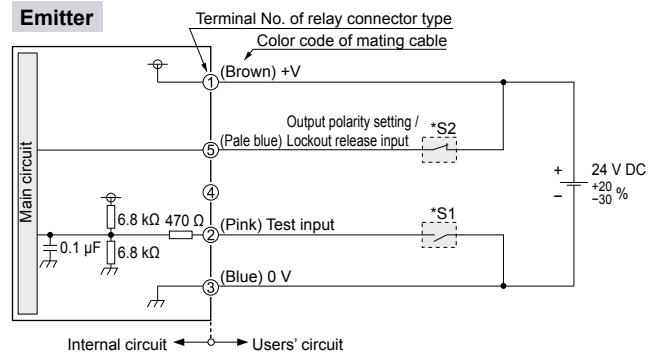 Emitter
Terminal No. of relay connector type
Color code of mating cable
1 (Brown) +V
Output polarity setting /
5 (Pale blue) Lockout release input
*S2
4
Main circuit
6.8 kΩ
470 Ω
2 (Pink) Test input
*S1
0.1 µF
6.8 kΩ
3 (Blue) 0 V
+
−
24 V DC
+20
−30 %
Internal circuit
Users' circuit